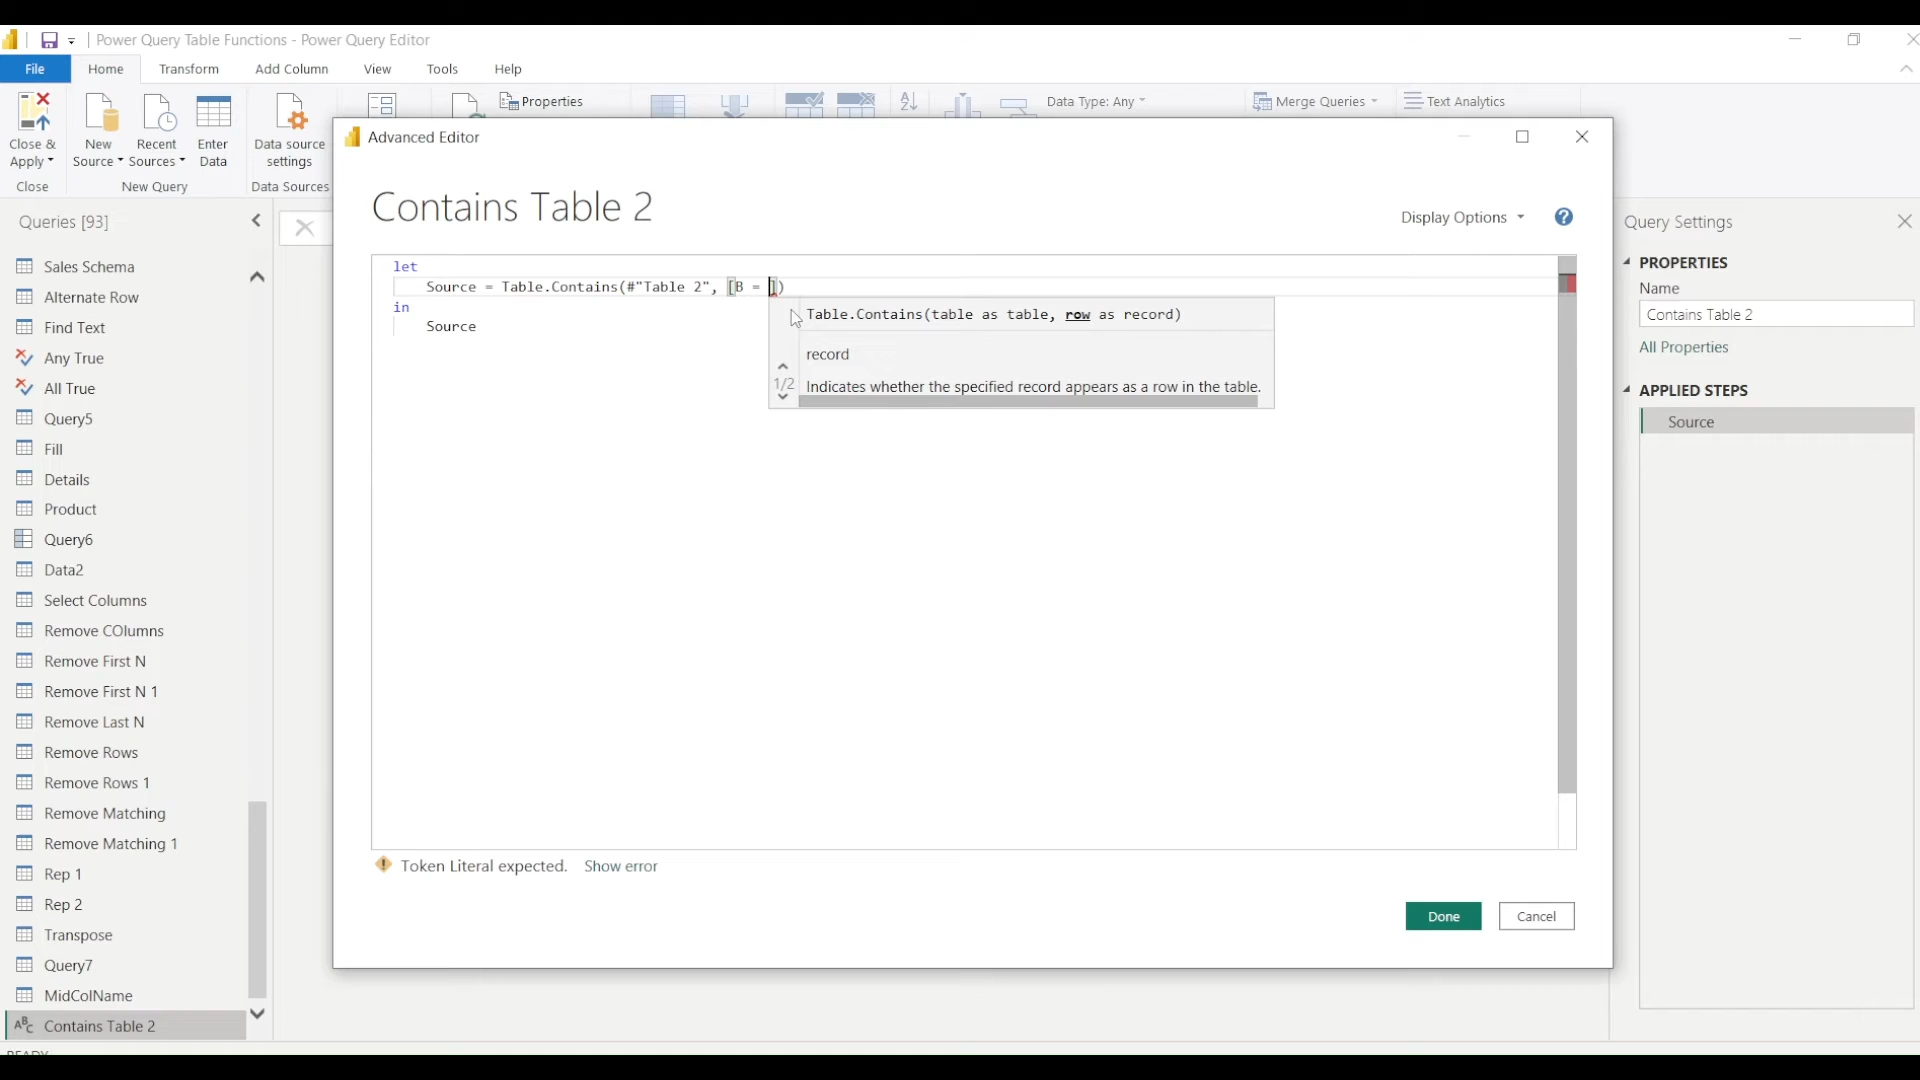 Power Query Table Functions - Power Query Editor
File Home Transform Add Column View Tools Help
Properties
Data Type: Any
Merge Queries
Text Analytics
Close & Apply
New Source
Recent Sources
Enter Data
Data source settings
Close
New Query
Data Sources
Advanced Editor
Queries [93]
Sales Schema
Alternate Row
Find Text
Any True
All True
Query5
Fill
Details
Product
Query6
Data2
Select Columns
Remove COlumns
Remove First N
Remove First N 1
Remove Last N
Remove Rows
Remove Rows 1
Remove Matching
Remove Matching 1
Rep 1
Rep 2
Transpose
Query7
MidColName
ABC Contains Table 2
READY
Contains Table 2
Display Options
?
let
Source = Table.Contains(#"Table 2", [B = ])
in
Source
Table.Contains(table as table, row as record)
record
1/2
Indicates whether the specified record appears as a row in the table.
Token Literal expected. Show error
Done
Cancel
Query Settings
PROPERTIES
Name
Contains Table 2
All Properties
APPLIED STEPS
Source